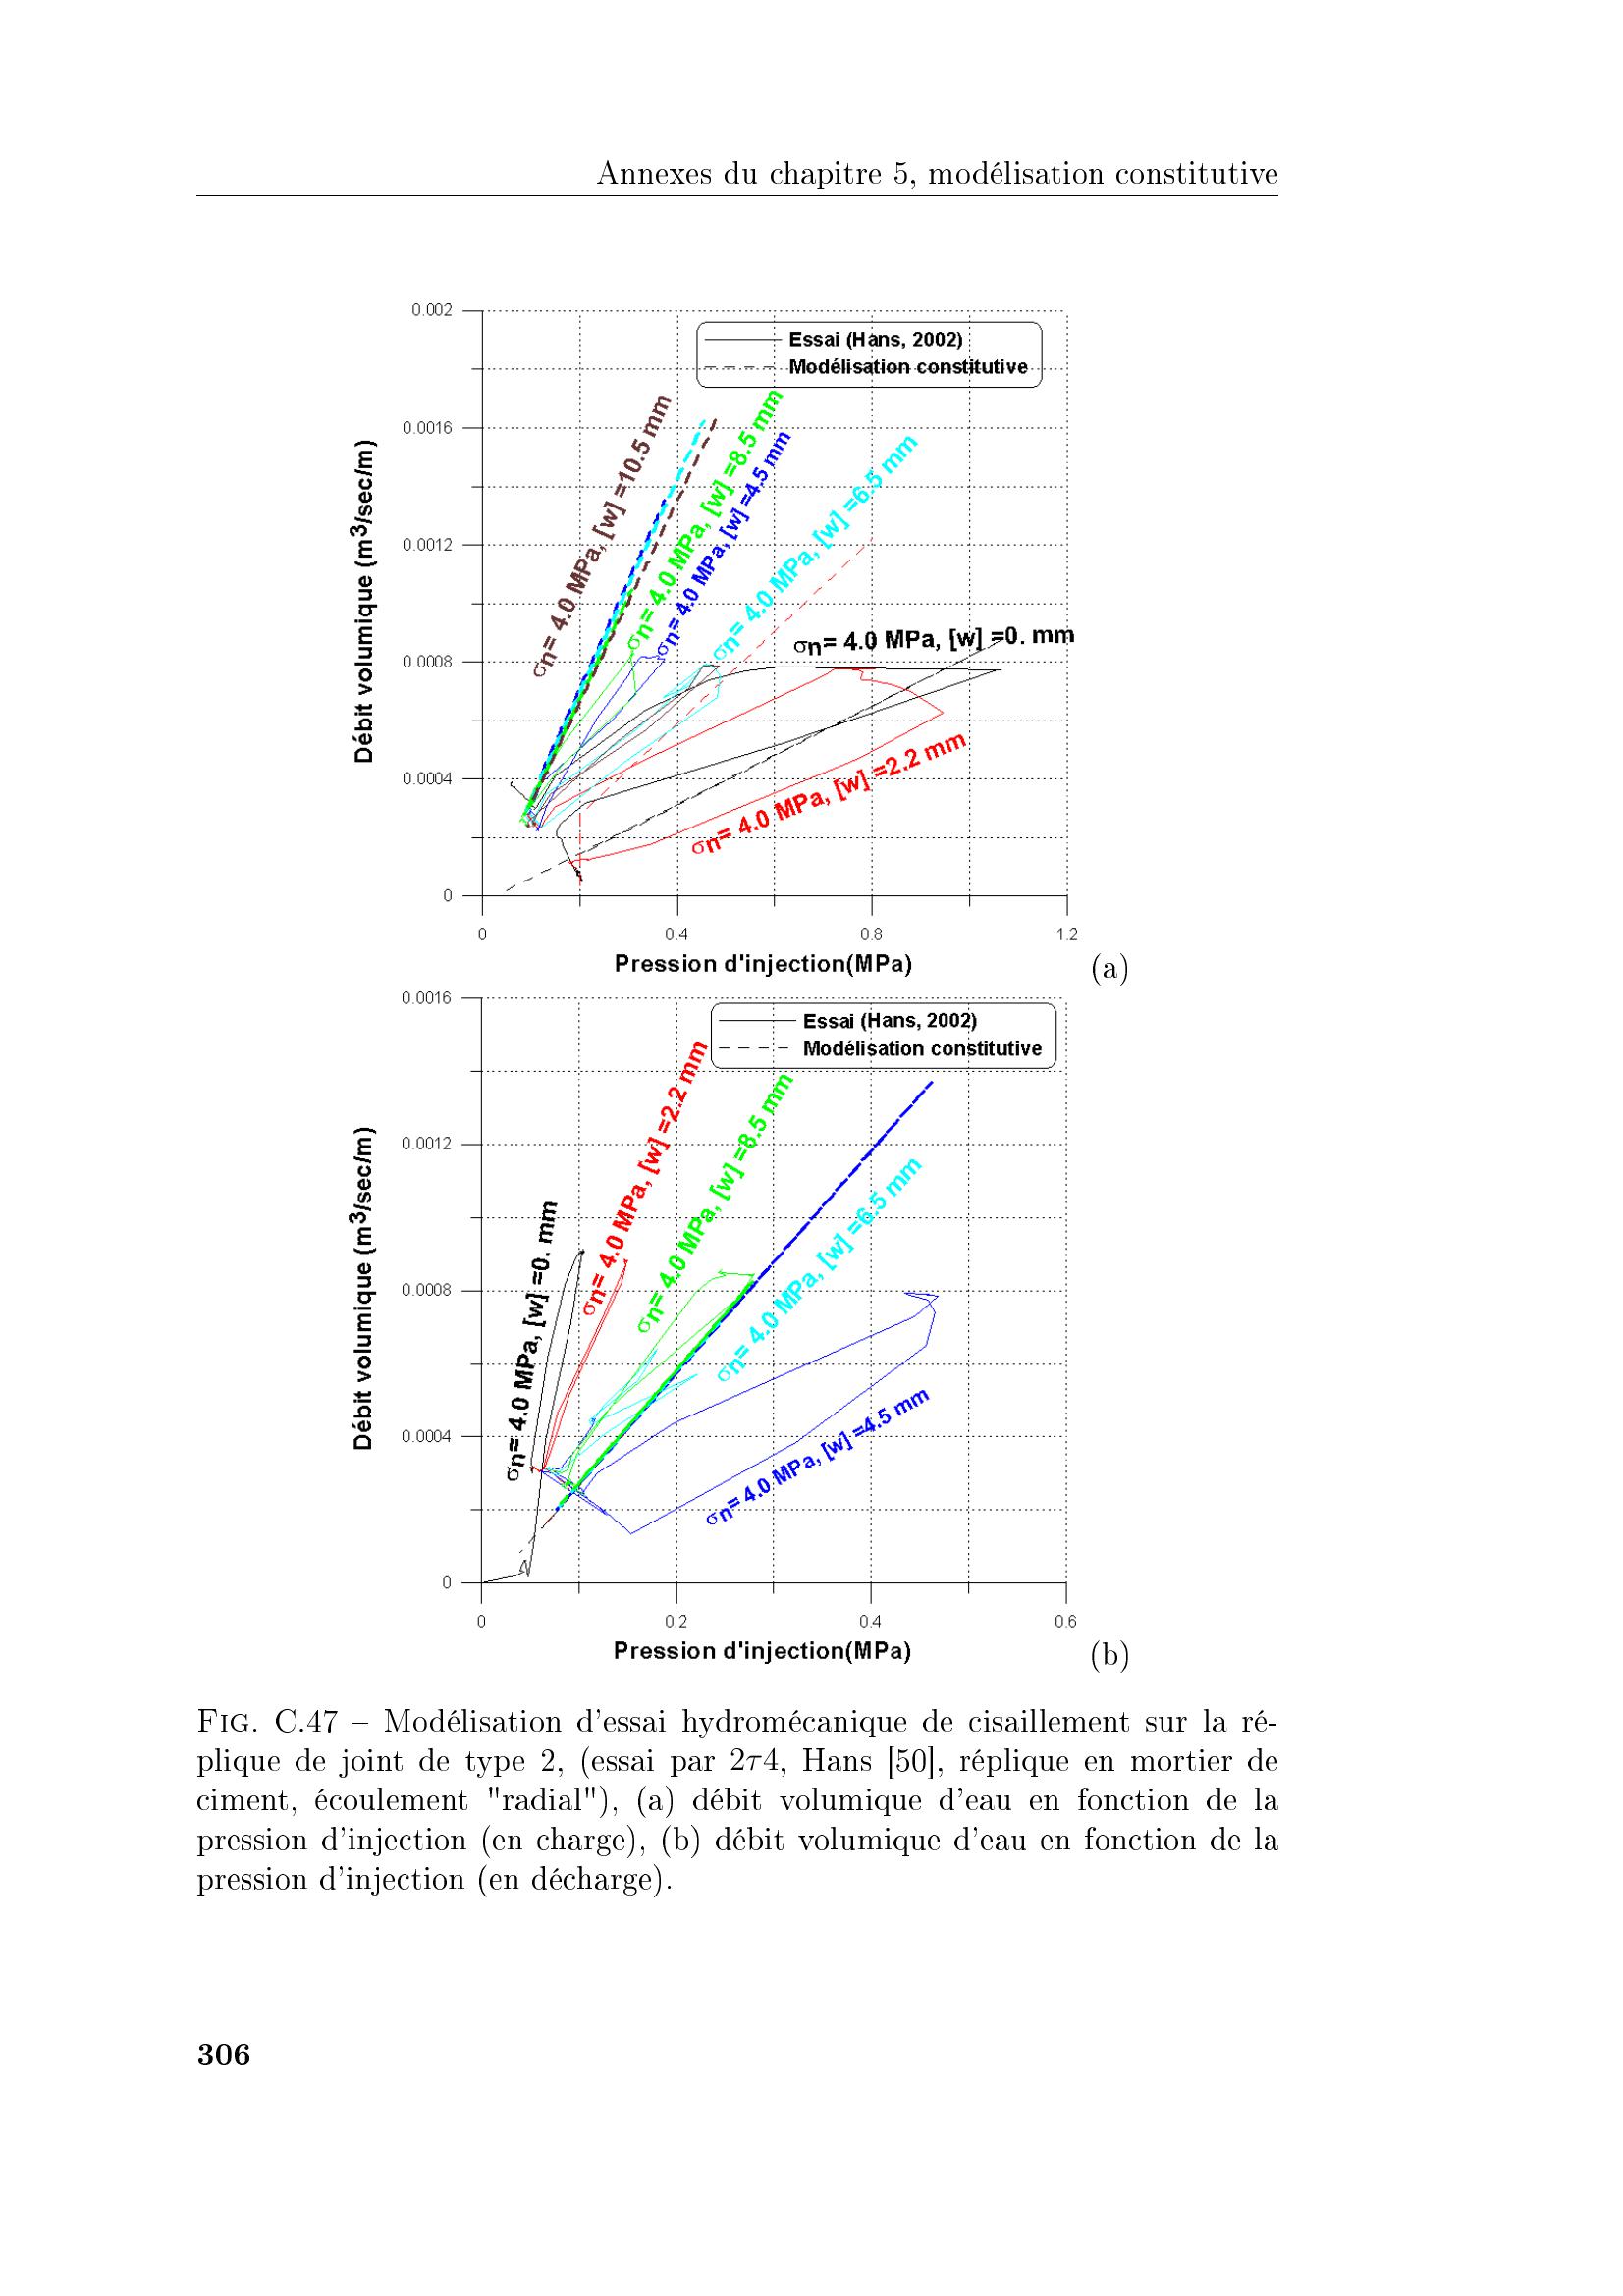 Annexes du chapitre 5, modélisation constitutive
0.002
Essai (Hans, 2002)
Modélisation constitutive
0.0016
0.0012
0.0008
0.0004
0
Débit volumique (m3/sec/m)
σn= 4.0 MPa, [w] =10.5 mm
σn= 4.0 MPa, [w] =8.5 mm
σn= 4.0 MPa, [w] =4.5 mm
σn= 4.0 MPa, [w] =6.5 mm
σn= 4.0 MPa, [w] =0. mm
σn= 4.0 MPa, [w] =2.2 mm
0 0.4 0.8 1.2
Pression d'injection(MPa)
(a)
0.0016
Essai (Hans, 2002)
Modélisation constitutive
0.0012
0.0008
0.0004
0
Débit volumique (m3/sec/m)
σn= 4.0 MPa, [w] =0. mm
σn= 4.0 MPa, [w] =2.2 mm
σn= 4.0 MPa, [w] =8.5 mm
σn= 4.0 MPa, [w] =6.5 mm
σn= 4.0 MPa, [w] =4.5 mm
0 0.2 0.4 0.6
Pression d'injection(MPa)
(b)
FIG. C.47 – Modélisation d'essai hydromécanique de cisaillement sur la ré-
plique de joint de type 2, (essai par 2τ4, Hans [50], réplique en mortier de
ciment, écoulement "radial"), (a) débit volumique d'eau en fonction de la
pression d'injection (en charge), (b) débit volumique d'eau en fonction de la
pression d'injection (en décharge).
306